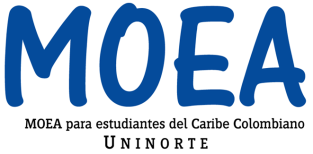 MOEA
MOEA para estudiantes del Caribe Colombiano
UNINORTE